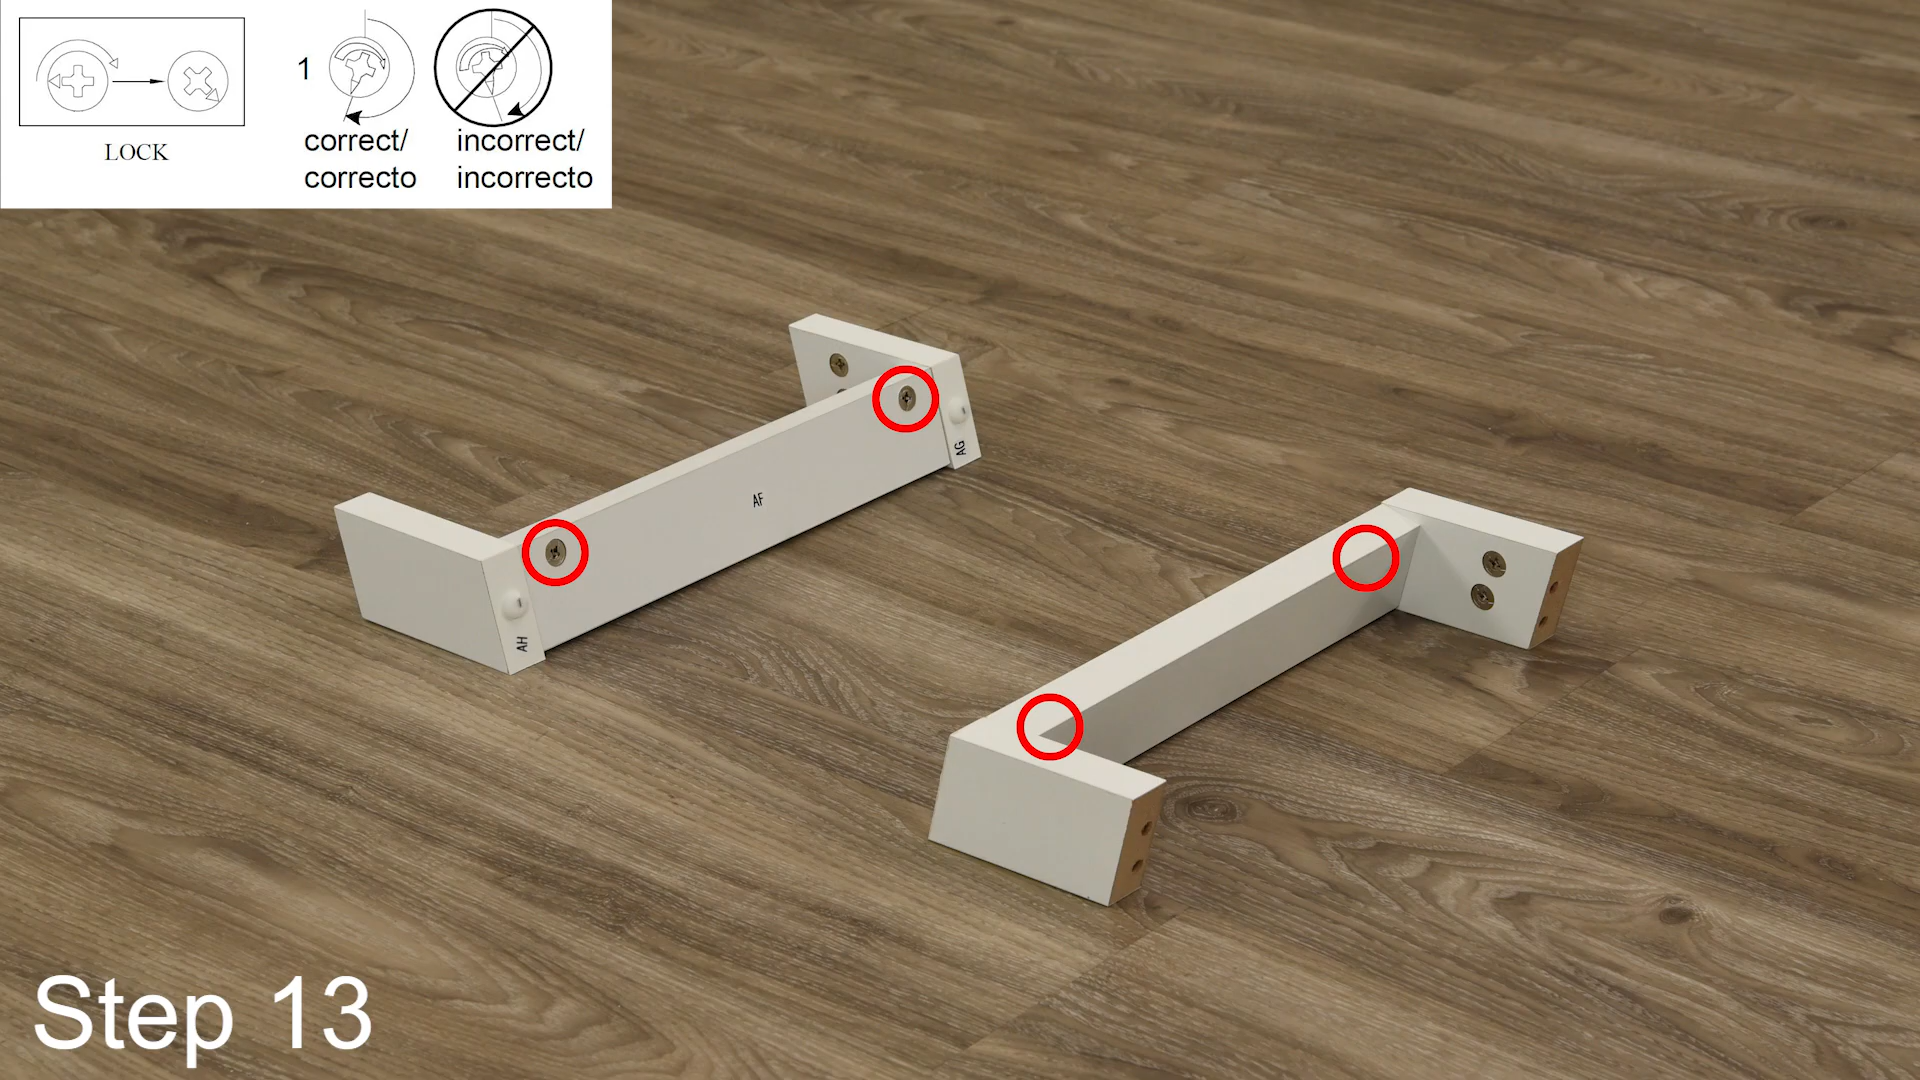 LOCK
1
correct/
correcto
incorrect/
incorrecto
AG
AF
AH
Step 13